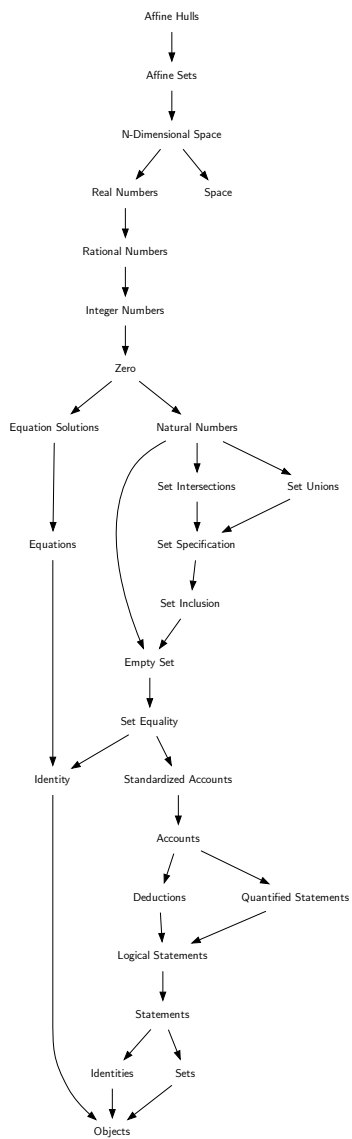 Affine Hulls
Affine Sets
N-Dimensional Space
Real Numbers
Space
Rational Numbers
Integer Numbers
Zero
Equation Solutions
Natural Numbers
Set Intersections
Set Unions
Equations
Set Specification
Set Inclusion
Empty Set
Set Equality
Identity
Standardized Accounts
Accounts
Deductions
Quantified Statements
Logical Statements
Statements
Identities
Sets
Objects